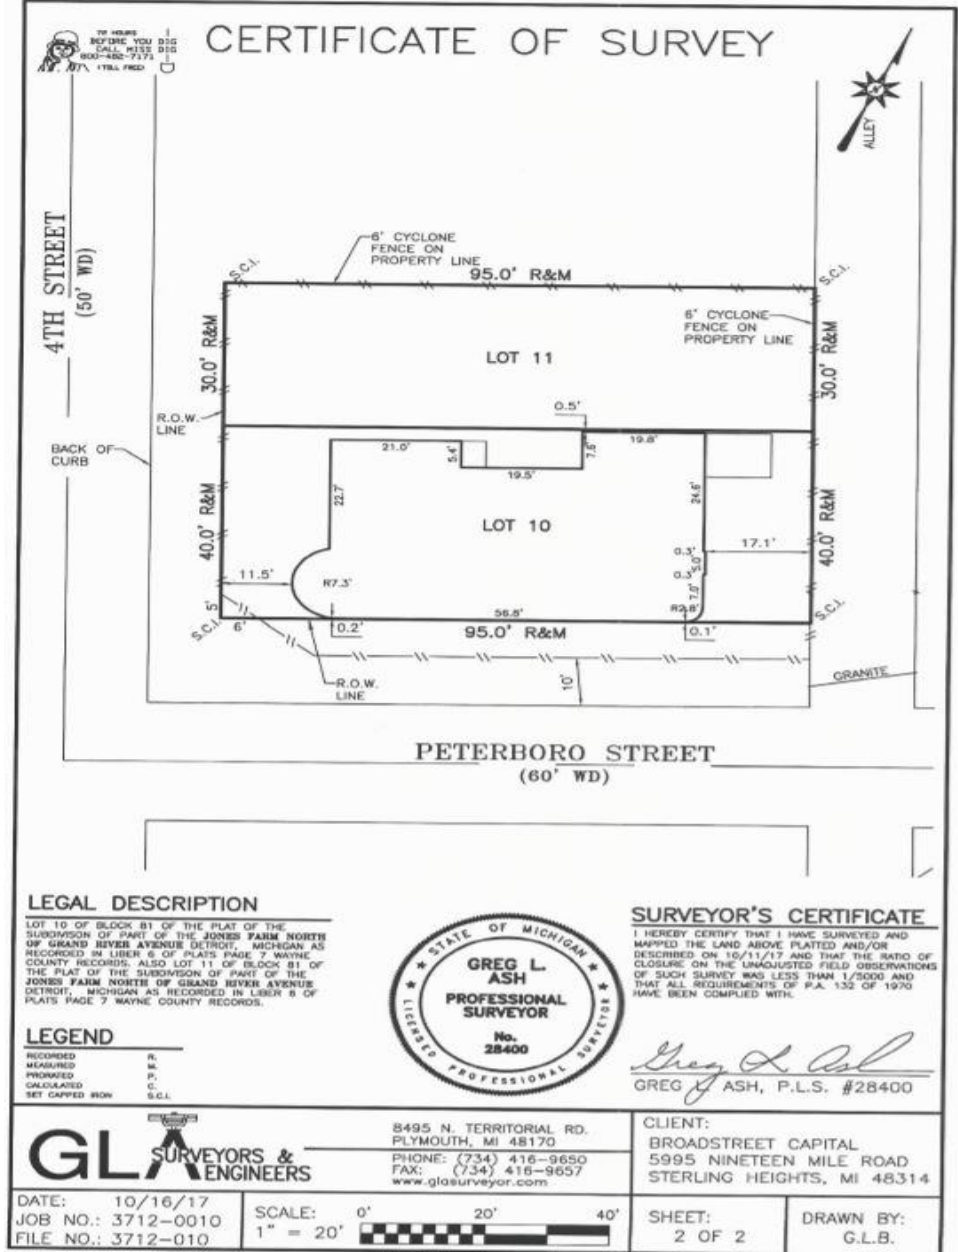 72 HOURS
BEFORE YOU DIG
CALL MISS DIG
800-482-7171
(TOLL FREE)
CERTIFICATE OF SURVEY
ALLEY
N
4TH STREET
(50' WD)
6' CYCLONE
FENCE ON
PROPERTY LINE
S.C.I.
95.0' R&M
S.C.I.
6' CYCLONE
FENCE ON
PROPERTY LINE
30.0' R&M
LOT 11
30.0' R&M
R.O.W.
LINE
0.5'
BACK OF
CURB
21.0'
5.4'
19.5'
7.6'
19.8'
22.7'
24.6'
40.0' R&M
LOT 10
40.0' R&M
0.3'
5.0'
17.1'
11.5'
R7.3'
0.3'
7.0'
5'
56.8'
R2.8'
S.C.I.
6'
0.2'
95.0' R&M
0.1'
S.C.I.
R.O.W.
LINE
10'
GRANITE
PETERBORO STREET
(60' WD)
LEGAL DESCRIPTION
LOT 10 OF BLOCK 81 OF THE PLAT OF THE
SUBDIVISON OF PART OF THE JONES FARM NORTH
OF GRAND RIVER AVENUE DETROIT, MICHIGAN AS
RECORDED IN LIBER 6 OF PLATS PAGE 7 WAYNE
COUNTY RECORDS. ALSO LOT 11 OF BLOCK 81 OF
THE PLAT OF THE SUBDIVISON OF PART OF THE
JONES FARM NORTH OF GRAND RIVER AVENUE
DETROIT, MICHIGAN AS RECORDED IN LIBER 6 OF
PLATS PAGE 7 WAYNE COUNTY RECORDS.
LEGEND
RECORDED R.
MEASURED M.
PRORATED P.
CALCULATED C.
SET CAPPED IRON S.C.I.
STATE OF MICHIGAN
GREG L.
ASH
PROFESSIONAL
SURVEYOR
No.
28400
LICENSED PROFESSIONAL SURVEYOR
SURVEYOR'S CERTIFICATE
I HEREBY CERTIFY THAT I HAVE SURVEYED AND
MAPPED THE LAND ABOVE PLATTED AND/OR
DESCRIBED ON 10/11/17 AND THAT THE RATIO OF
CLOSURE ON THE UNADJUSTED FIELD OBSERVATIONS
OF SUCH SURVEY WAS LESS THAN 1/5000 AND
THAT ALL REQUIREMENTS OF P.A. 132 OF 1970
HAVE BEEN COMPLIED WITH.
Greg L Ash
GREG L ASH, P.L.S. #28400
GLA
SURVEYORS &
ENGINEERS
8495 N. TERRITORIAL RD.
PLYMOUTH, MI 48170
PHONE: (734) 416-9650
FAX: (734) 416-9657
www.glasurveyor.com
CLIENT:
BROADSTREET CAPITAL
5995 NINETEEN MILE ROAD
STERLING HEIGHTS, MI 48314
DATE: 10/16/17
JOB NO.: 3712-0010
FILE NO.: 3712-010
SCALE:
1" = 20'
0' 20' 40'
SHEET:
2 OF 2
DRAWN BY:
G.L.B.